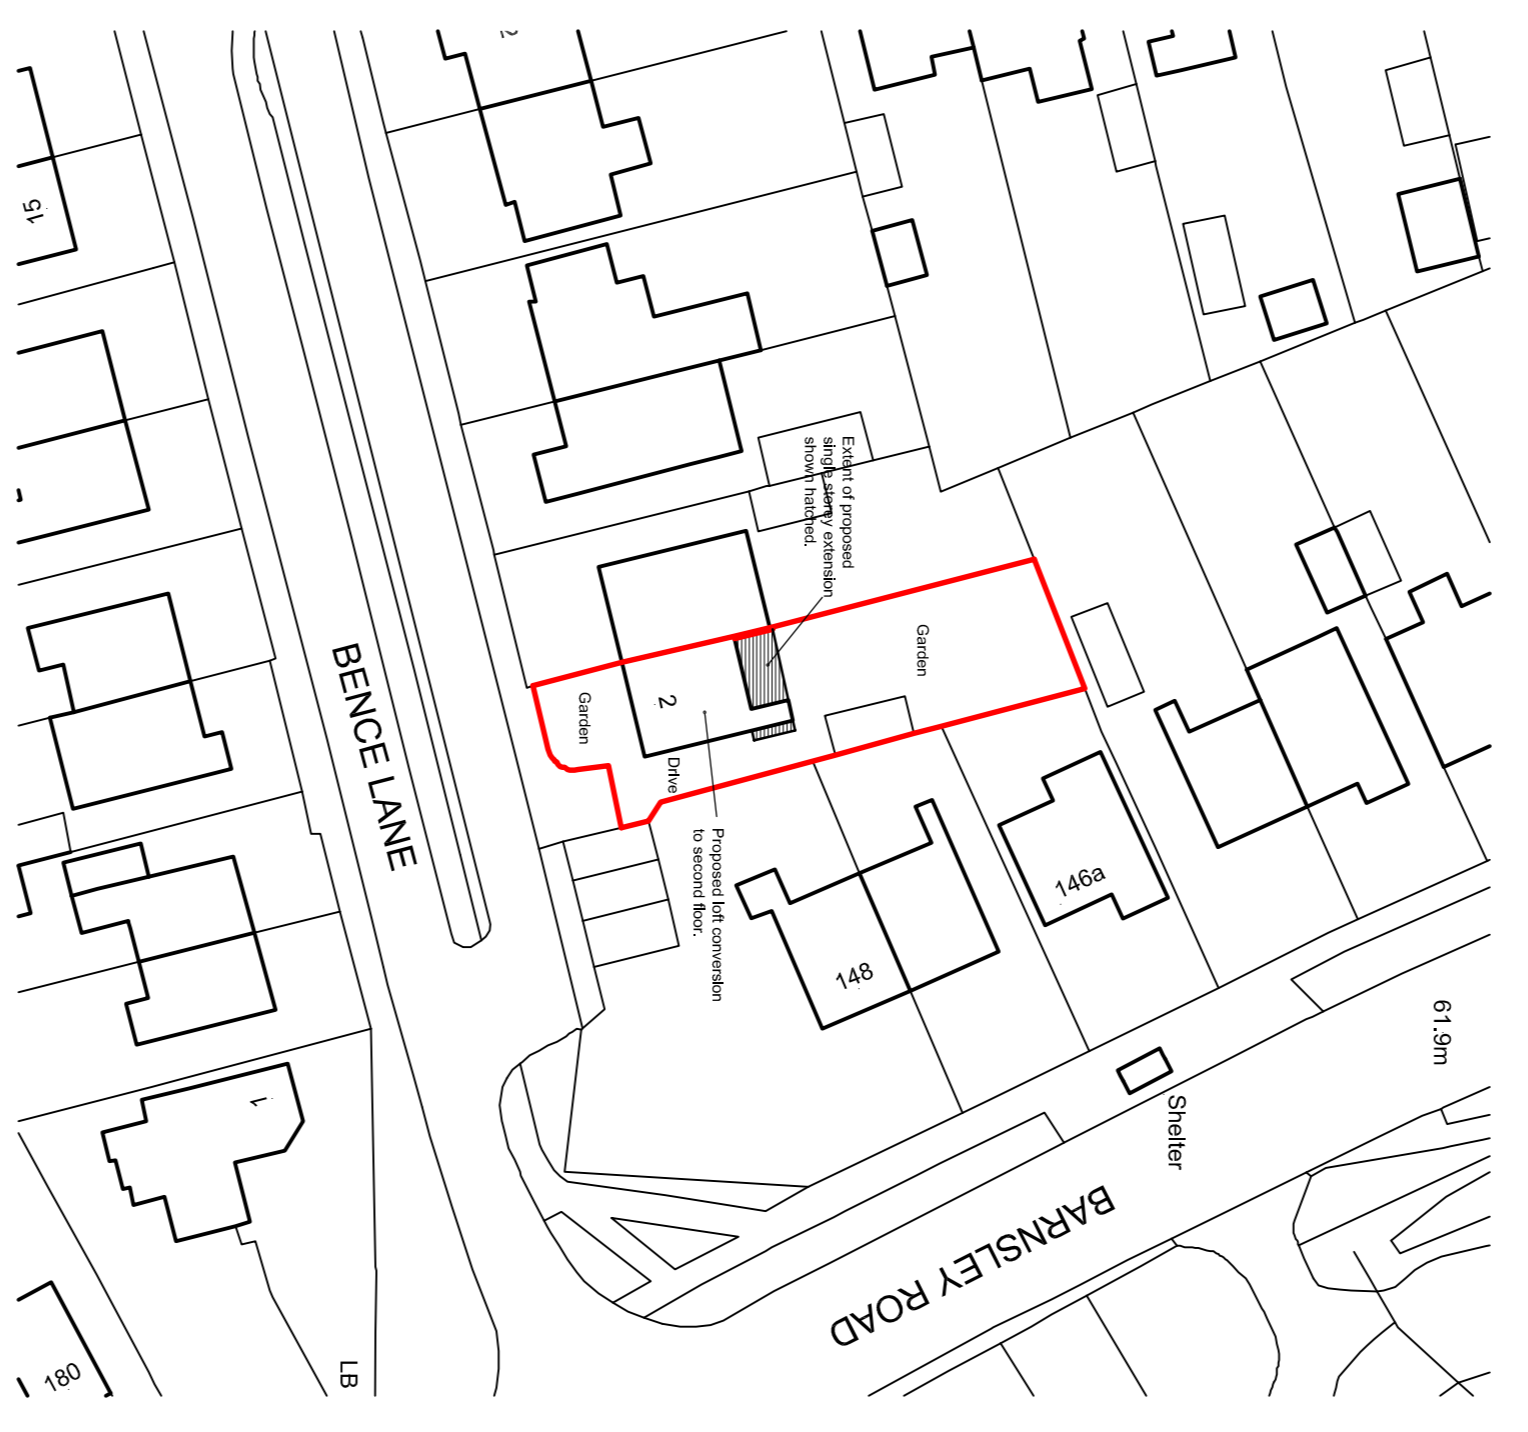 15
Extent of proposed
single storey extension
shown hatched.
Garden
2
Garden
Drive
BENCE LANE
Proposed loft conversion
to second floor.
146a
148
61.9m
Shelter
1
BARNSLEY ROAD
LB
180